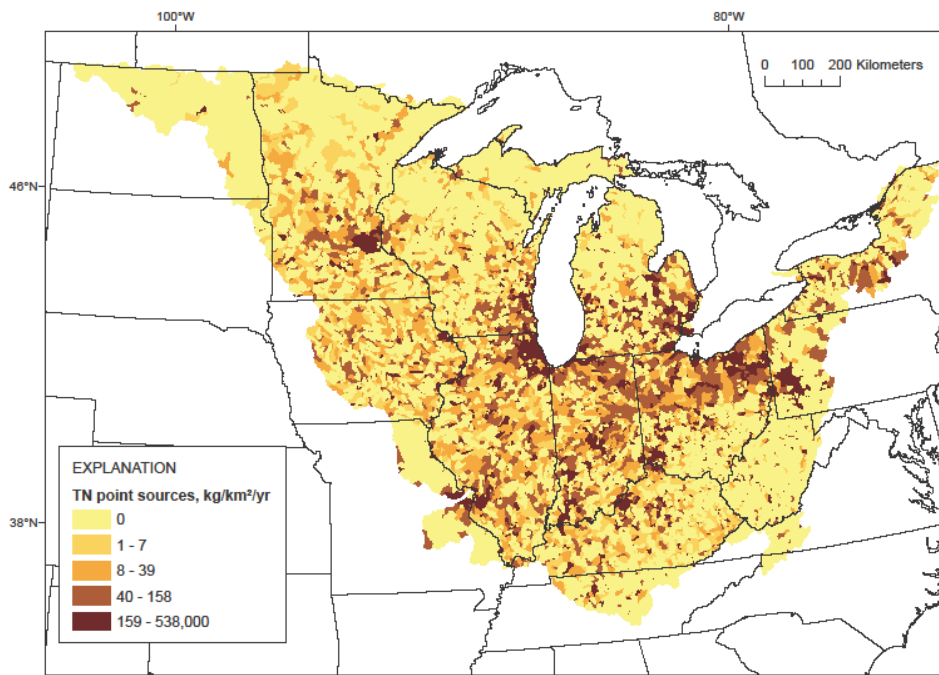 100°W
80°W
0 100 200 Kilometers
46°N
38°N
EXPLANATION
TN point sources, kg/km²/yr
0
1 - 7
8 - 39
40 - 158
159 - 538,000